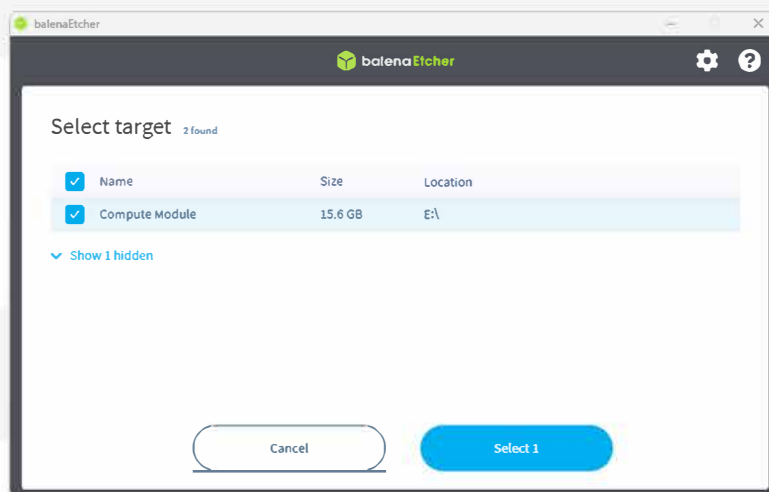 balenaEtcher
balenaEtcher
Select target 2 found
Name Size Location
Compute Module 15.6 GB E:\
Show 1 hidden
Cancel Select 1